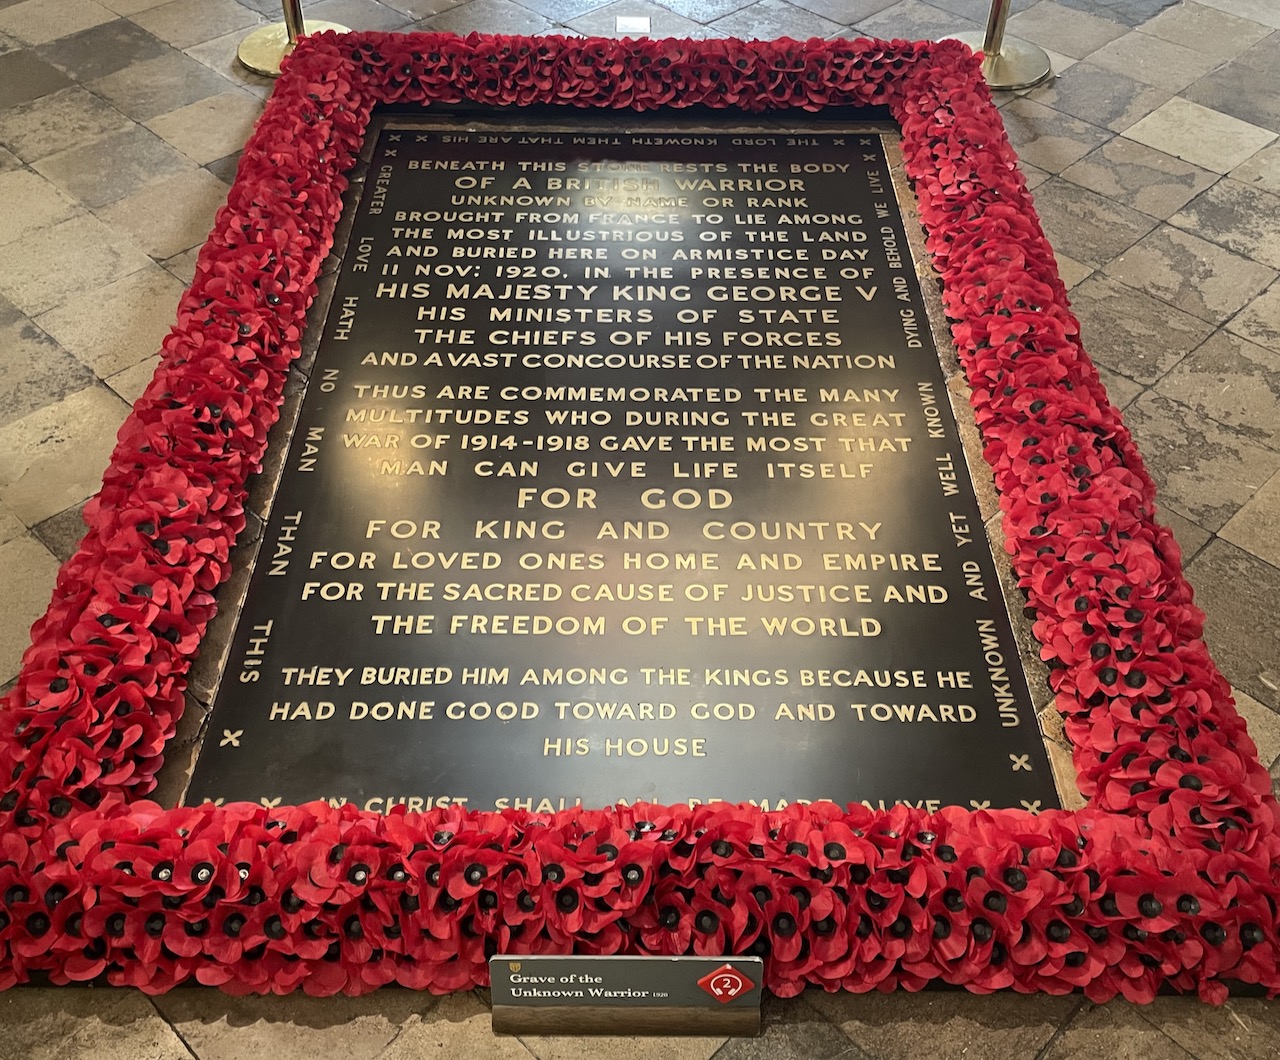 THE LORD KNOWETH THEM THAT ARE HIS
BENEATH THIS STONE RESTS THE BODY
OF A BRITISH WARRIOR
UNKNOWN BY NAME OR RANK
BROUGHT FROM FRANCE TO LIE AMONG
THE MOST ILLUSTRIOUS OF THE LAND
AND BURIED HERE ON ARMISTICE DAY
11 NOV: 1920, IN THE PRESENCE OF
HIS MAJESTY KING GEORGE V
HIS MINISTERS OF STATE
THE CHIEFS OF HIS FORCES
AND A VAST CONCOURSE OF THE NATION
THUS ARE COMMEMORATED THE MANY
MULTITUDES WHO DURING THE GREAT
WAR OF 1914-1918 GAVE THE MOST THAT
MAN CAN GIVE LIFE ITSELF
FOR GOD
FOR KING AND COUNTRY
FOR LOVED ONES HOME AND EMPIRE
FOR THE SACRED CAUSE OF JUSTICE AND
THE FREEDOM OF THE WORLD
THEY BURIED HIM AMONG THE KINGS BECAUSE HE
HAD DONE GOOD TOWARD GOD AND TOWARD
HIS HOUSE
GREATER LOVE HATH NO MAN THAN THIS
UNKNOWN AND YET WELL KNOWN DYING AND BEHOLD WE LIVE
IN CHRIST SHALL ALL BE MADE ALIVE
Grave of the
Unknown Warrior 1920
2